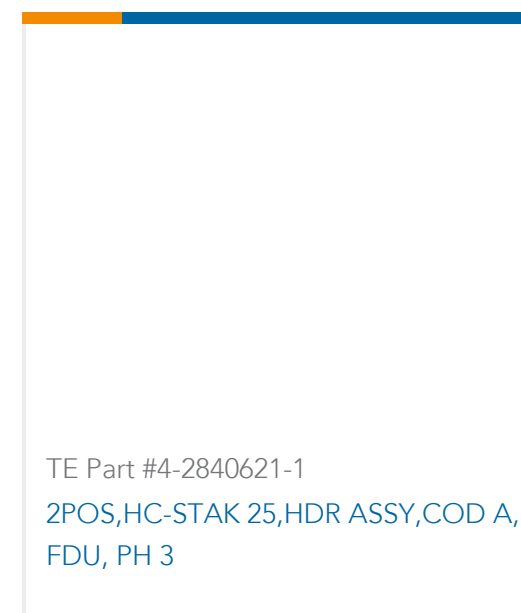 TE Part #4-2840621-1
2POS,HC-STAK 25,HDR ASSY,COD A,
FDU, PH 3